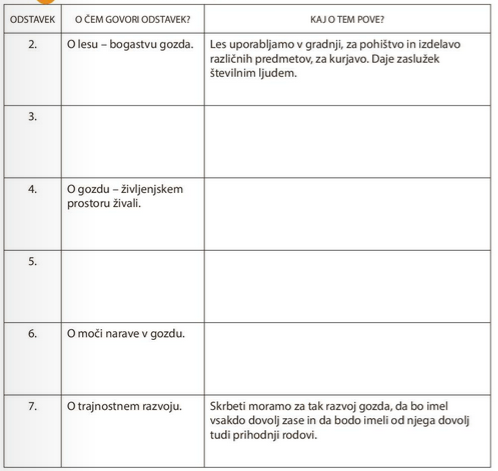 ODSTAVEK O ČEM GOVORI ODSTAVEK? KAJ O TEM POVE?
2. O lesu – bogastvu gozda. Les uporabljamo v gradnji, za pohištvo in izdelavo
različnih predmetov, za kurjavo. Daje zaslužek
številnim ljudem.
3.
4. O gozdu – življenjskem
prostoru živali.
5.
6. O moči narave v gozdu.
7. O trajnostnem razvoju. Skrbeti moramo za tak razvoj gozda, da bo imel
vsakdo dovolj zase in da bodo imeli od njega dovolj
tudi prihodnji rodovi.